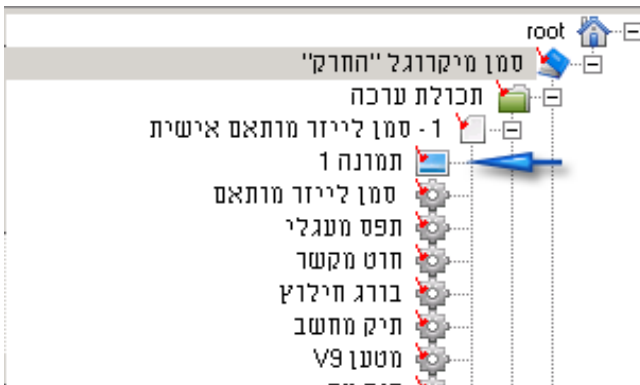 root
סמן מיקרוגל "החרק"
תכולת ערכה
1 - סמן לייזר מותאם אישית
תמונה 1
סמן לייזר מותאם
תפס מעגלי
חוט מקשר
בורג חילוץ
תיק מחשב
מטען V9